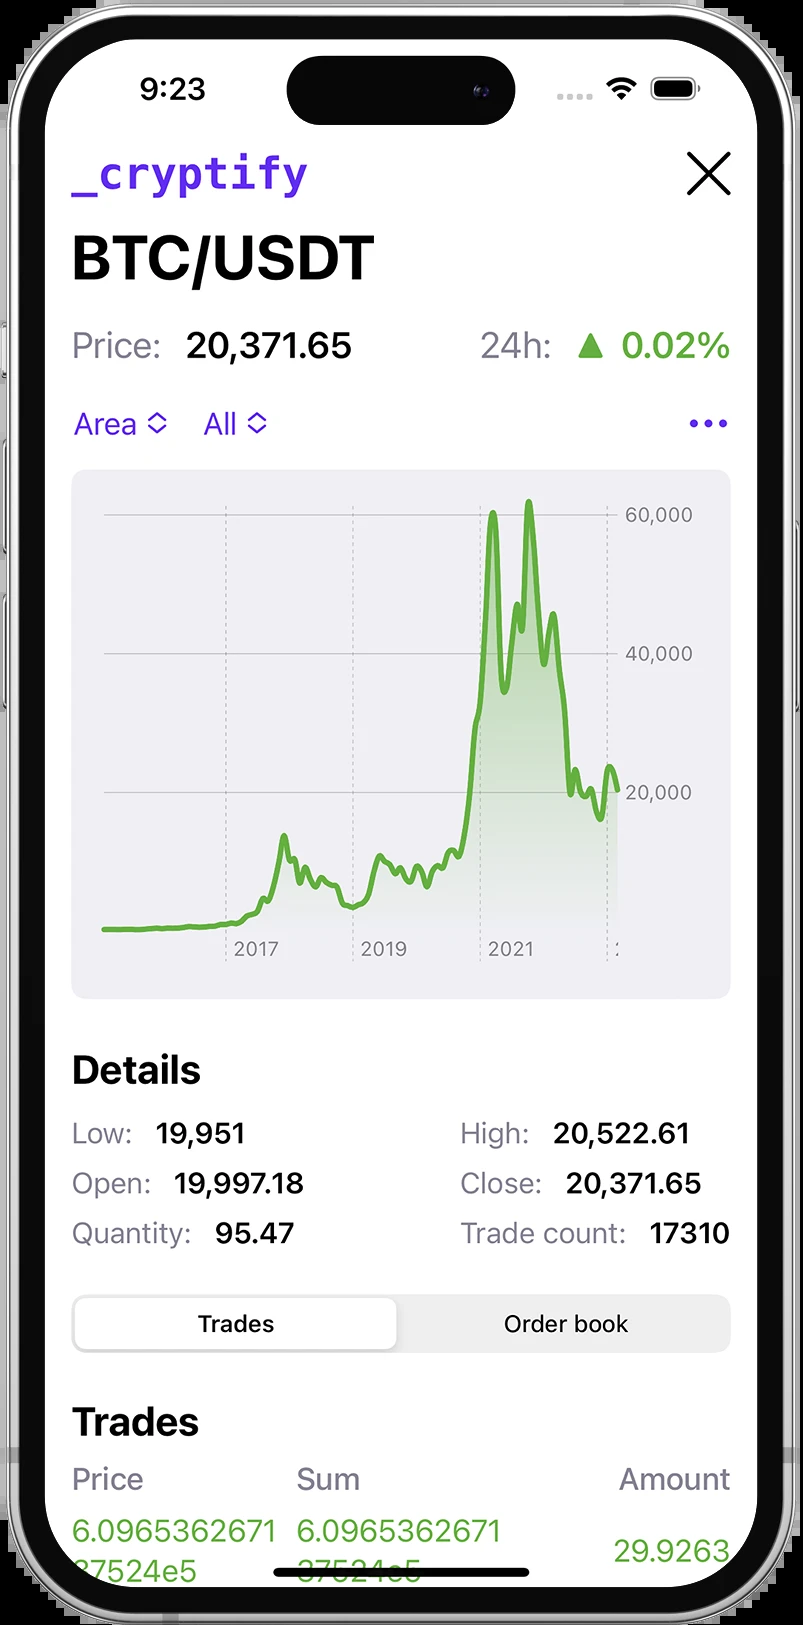 9:23
_cryptify
BTC/USDT
Price: 20,371.65 24h: ▲ 0.02%
Area All
60,000
40,000
20,000
2017 2019 2021
Details
Low: 19,951 High: 20,522.61
Open: 19,997.18 Close: 20,371.65
Quantity: 95.47 Trade count: 17310
Trades Order book
Trades
Price Sum Amount
6.0965362671 6.0965362671
37524e5 37524e5 29.9263